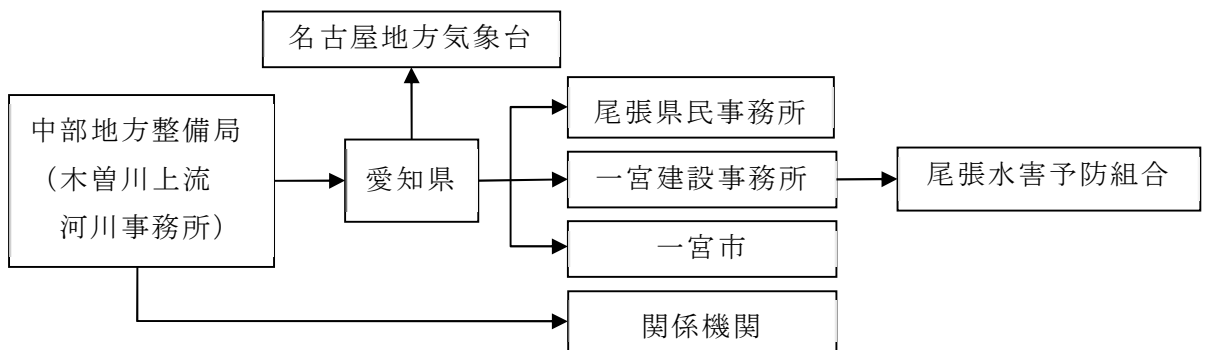 名古屋地方気象台
中部地方整備局
（木曽川上流
河川事務所）
愛知県
尾張県民事務所
一宮建設事務所
尾張水害予防組合
一宮市
関係機関